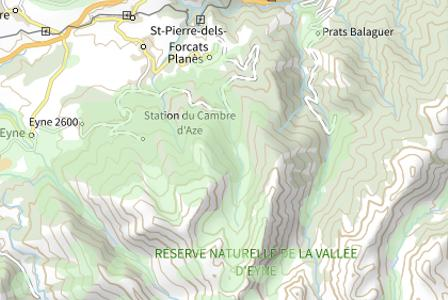 re
St-Pierre-dels-
Forcats
Planès
Prats Balaguer
Eyne 2600
Station du Cambre
d'Aze
Eyne
RÉSERVE NATURELLE DE LA VALLÉE
D'EYNE